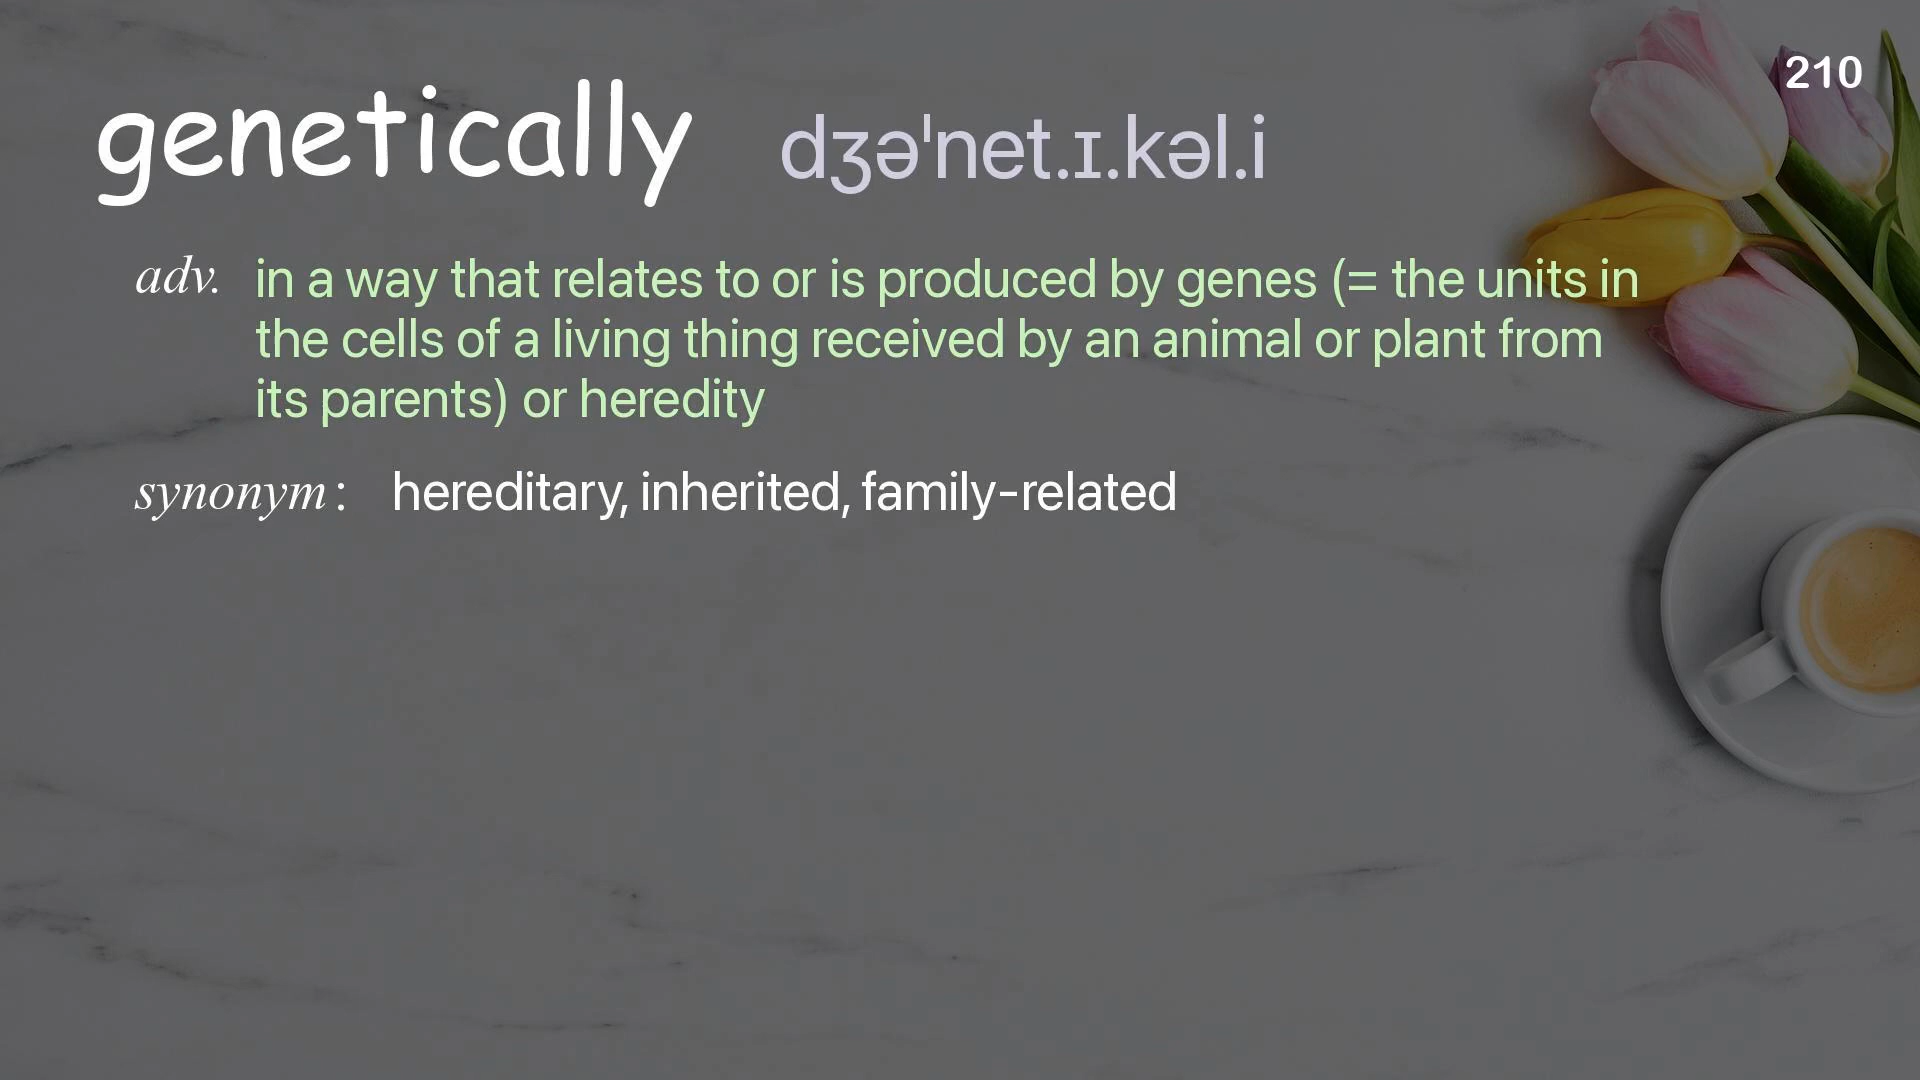 210
genetically dʒəˈnet.ɪ.kəl.i
adv. in a way that relates to or is produced by genes (= the units in
the cells of a living thing received by an animal or plant from
its parents) or heredity
synonym : hereditary, inherited, family-related